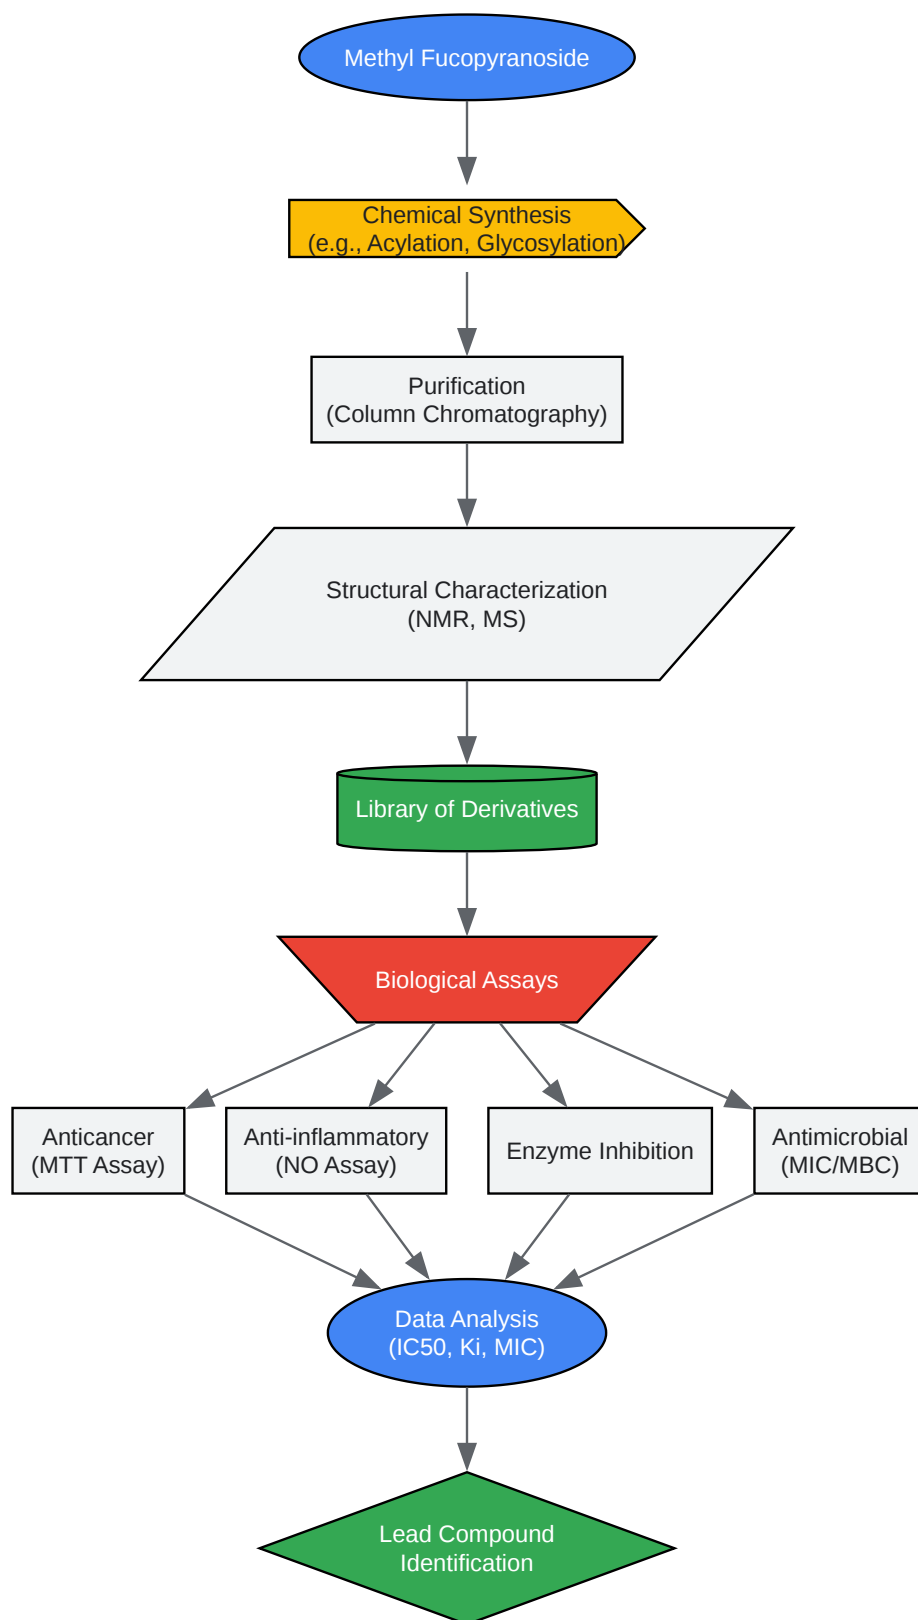 Methyl Fucopyranoside
Chemical Synthesis
(e.g., Acylation, Glycosylation)
Purification
(Column Chromatography)
Structural Characterization
(NMR, MS)
Library of Derivatives
Biological Assays
Anticancer
(MTT Assay)
Anti-inflammatory
(NO Assay)
Enzyme Inhibition
Antimicrobial
(MIC/MBC)
Data Analysis
(IC50, Ki, MIC)
Lead Compound
Identification